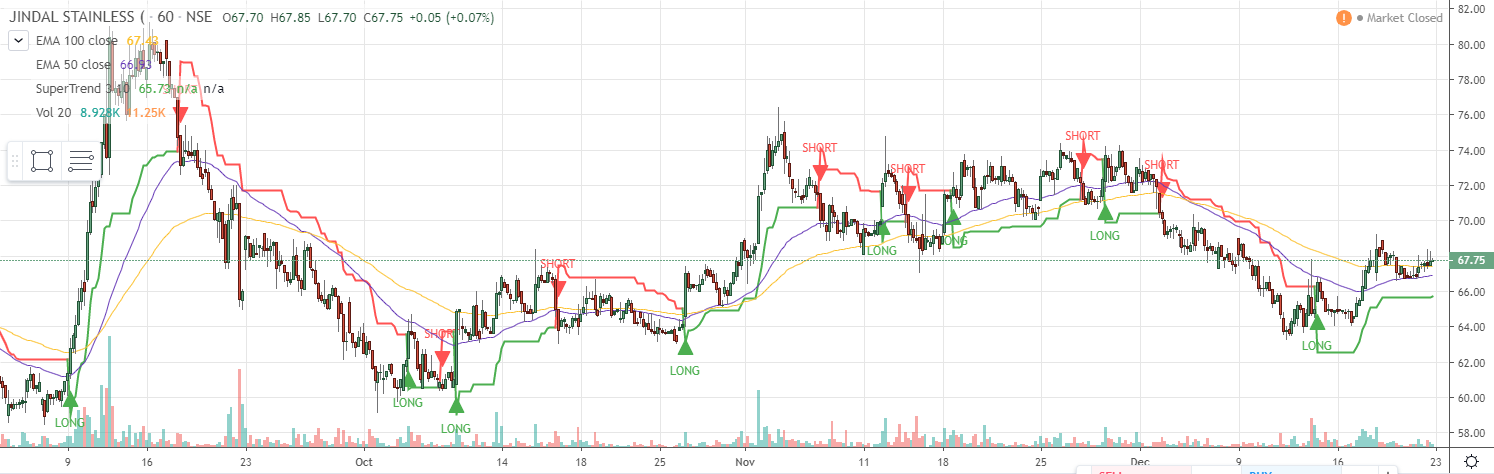 JINDAL STAINLESS ( · 60 · NSE O67.70 H67.85 L67.70 C67.75 +0.05 (+0.07%)
Market Closed
EMA 100 close 67.43
EMA 50 close 66.93
SuperTrend 3 10 65.73 n/a n/a
Vol 20 8.928K 11.25K
82.00
80.00
78.00
76.00
74.00
72.00
70.00
67.75
66.00
64.00
62.00
60.00
58.00
SHORT
SHORT
SHORT
SHORT
SHORT
SHORT
LONG
LONG
LONG
LONG
LONG
LONG
LONG
LONG
9 16 23 Oct 14 18 25 Nov 11 18 25 Dec 9 16 23
SELL BUY